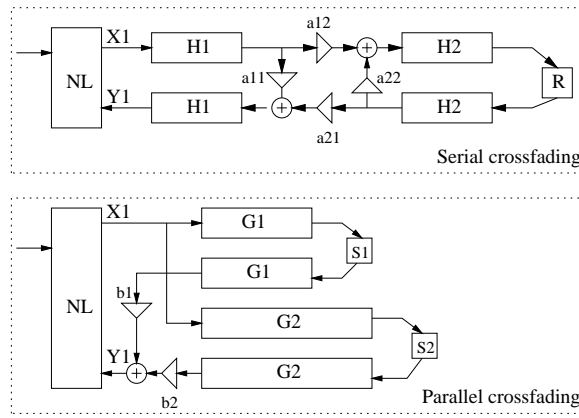 X1
H1
a12
H2
NL
a11
a22
R
Y1
H1
a21
H2
Serial crossfading
X1
G1
S1
G1
b1
NL
G2
S2
Y1
G2
b2
Parallel crossfading